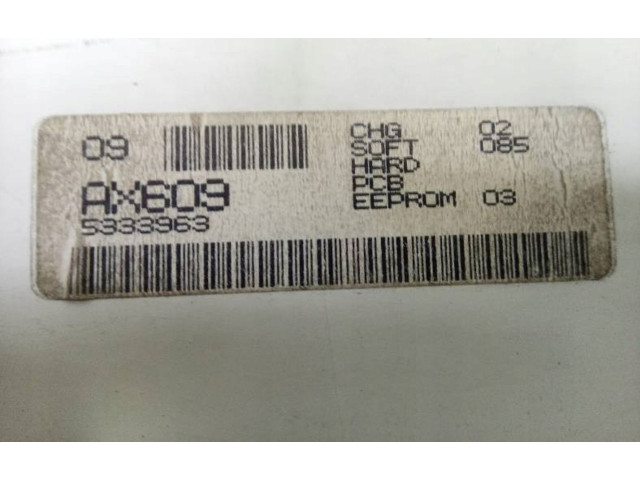 09
AX609
5333963
CHG 02
SOFT 085
HARD
PCB
EEPROM 03